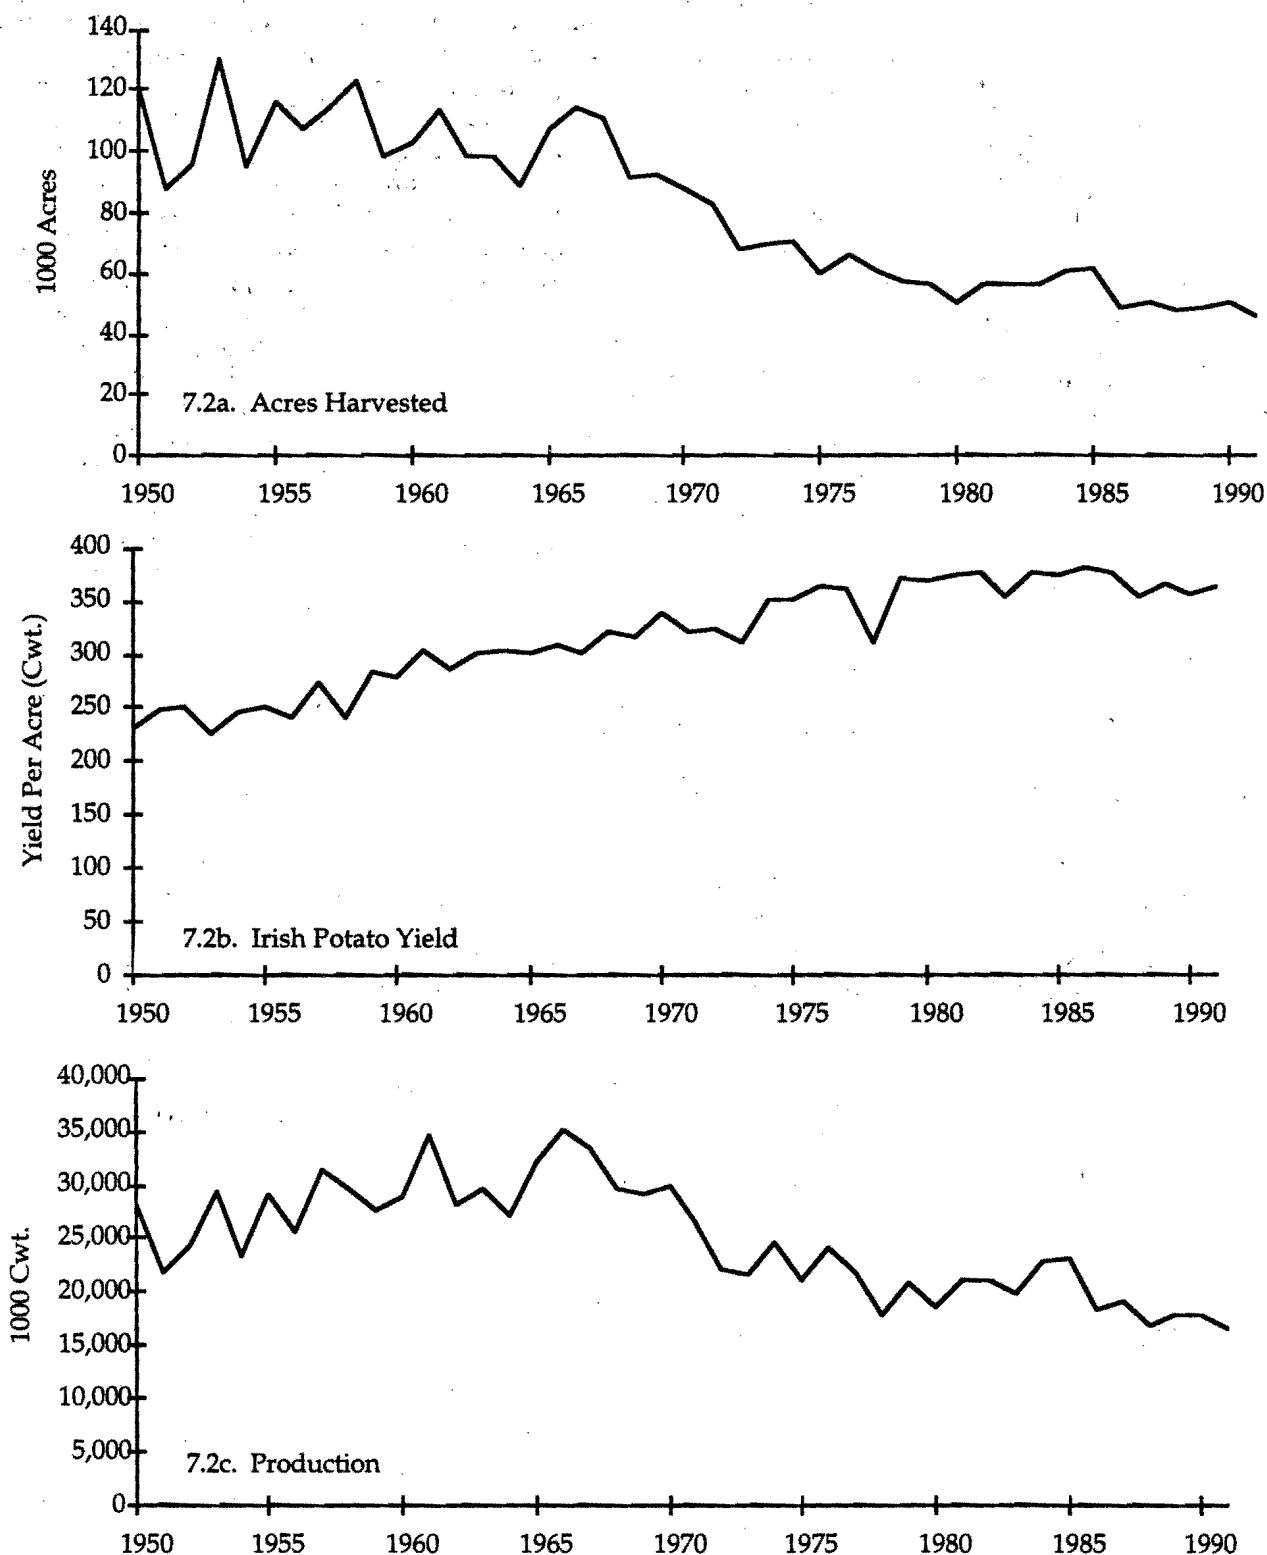 140
120
100
80
60
40
20
0
1000 Acres
7.2a. Acres Harvested
1950 1955 1960 1965 1970 1975 1980 1985 1990
400
350
300
250
200
150
100
50
0
Yield Per Acre (Cwt.)
7.2b. Irish Potato Yield
1950 1955 1960 1965 1970 1975 1980 1985 1990
40,000
35,000
30,000
25,000
20,000
15,000
10,000
5,000
0
1000 Cwt.
7.2c. Production
1950 1955 1960 1965 1970 1975 1980 1985 1990